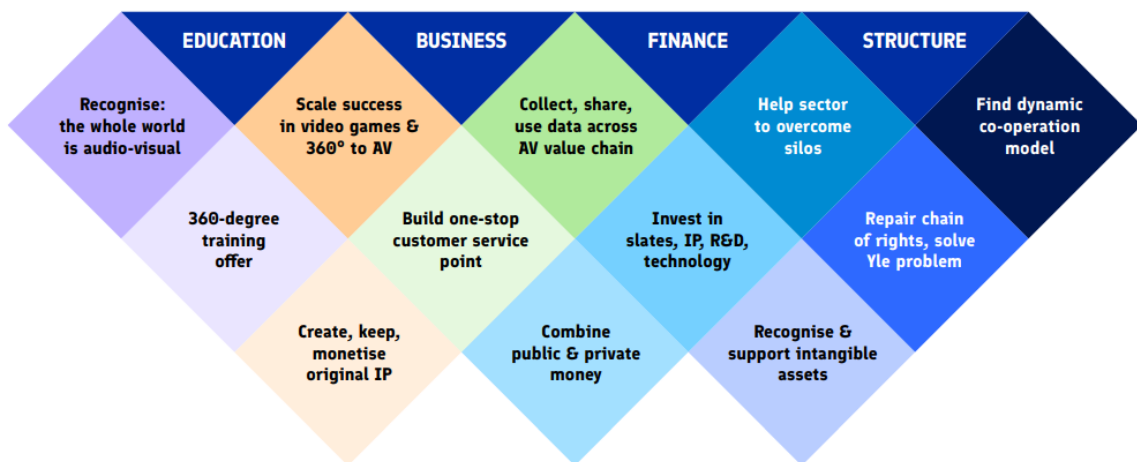 EDUCATION
BUSINESS
FINANCE
STRUCTURE
Recognise:
the whole world
is audio-visual
Scale success
in video games &
360° to AV
Collect, share,
use data across
AV value chain
Help sector
to overcome
silos
Find dynamic
co-operation
model
360-degree
training
offer
Build one-stop
customer service
point
Invest in
slates, IP, R&D,
technology
Repair chain
of rights, solve
Yle problem
Create, keep,
monetise
original IP
Combine
public & private
money
Recognise &
support intangible
assets